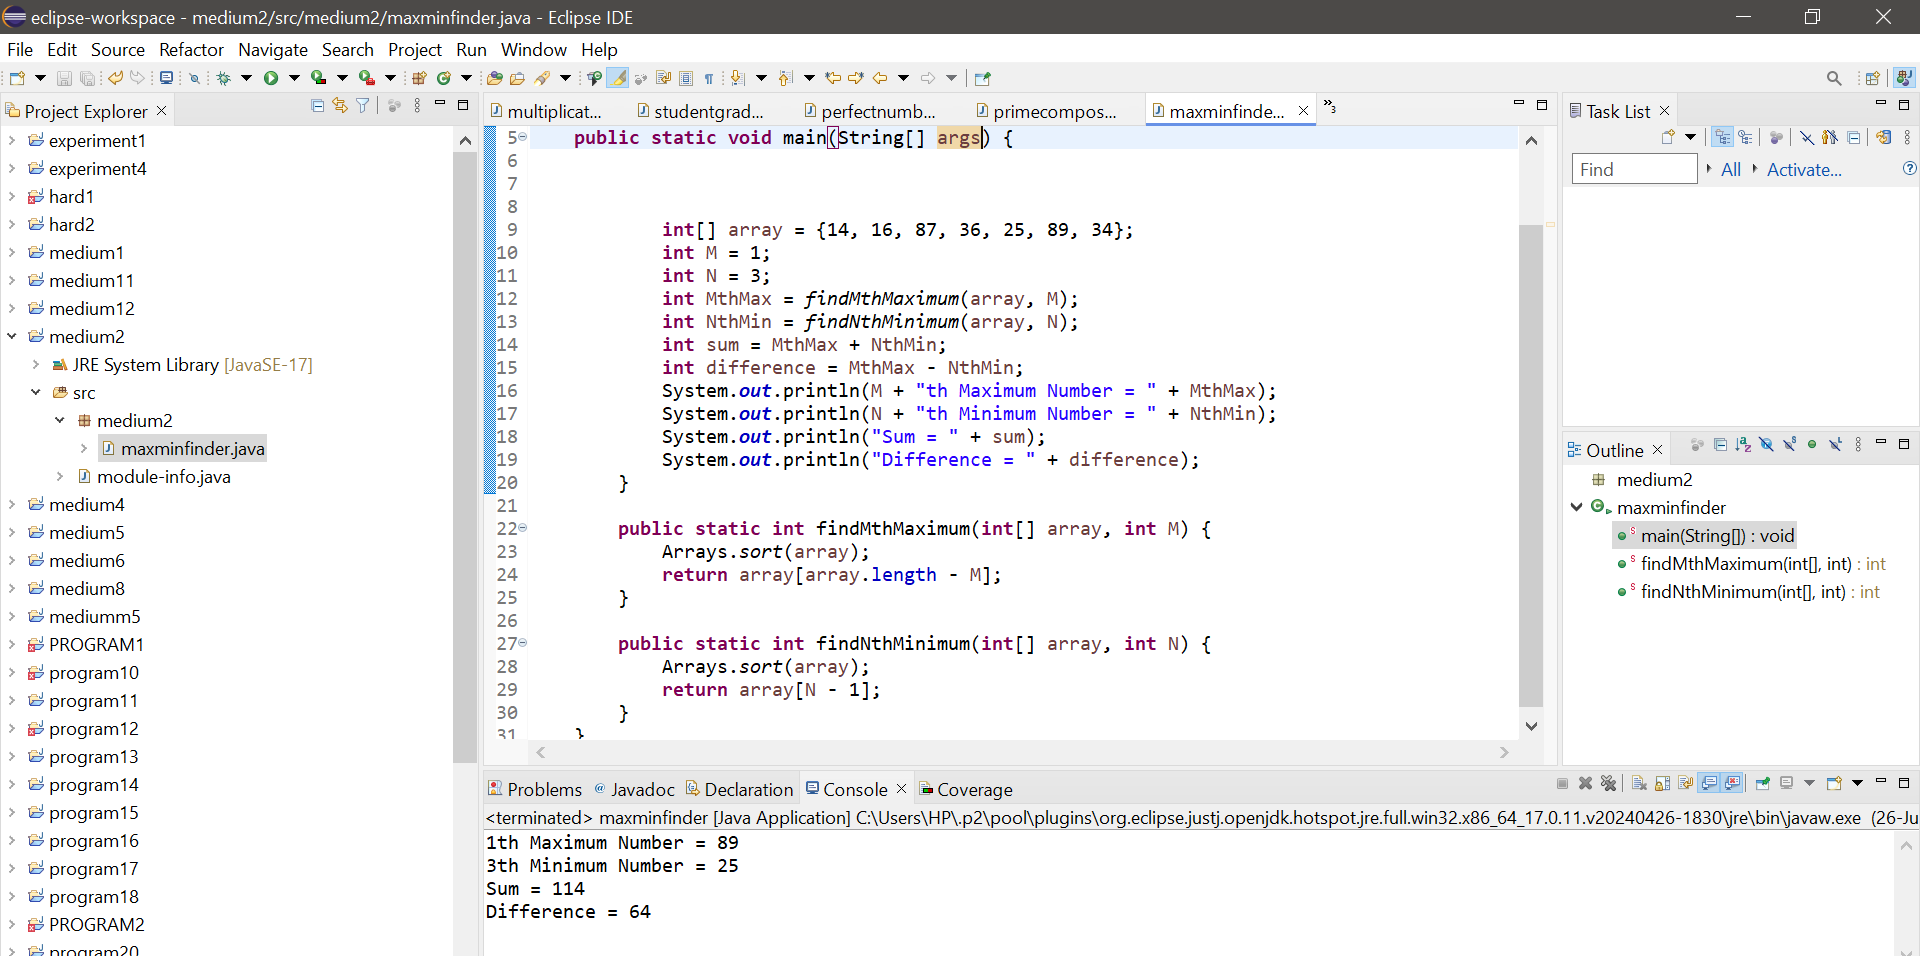 eclipse-workspace - medium2/src/medium2/maxminfinder.java - Eclipse IDE
File Edit Source Refactor Navigate Search Project Run Window Help
Project Explorer
experiment1
experiment4
hard1
hard2
medium1
medium11
medium12
medium2
JRE System Library [JavaSE-17]
src
medium2
maxminfinder.java
module-info.java
medium4
medium5
medium6
medium8
mediumm5
PROGRAM1
program10
program11
program12
program13
program14
program15
program16
program17
program18
PROGRAM2
program20
multiplicat... studentgrad... perfectnumb... primecompos... maxminfinde... »3
5 public static void main(String[] args) {
6
7
8
9 int[] array = {14, 16, 87, 36, 25, 89, 34};
10 int M = 1;
11 int N = 3;
12 int MthMax = findMthMaximum(array, M);
13 int NthMin = findNthMinimum(array, N);
14 int sum = MthMax + NthMin;
15 int difference = MthMax - NthMin;
16 System.out.println(M + "th Maximum Number = " + MthMax);
17 System.out.println(N + "th Minimum Number = " + NthMin);
18 System.out.println("Sum = " + sum);
19 System.out.println("Difference = " + difference);
20 }
21
22 public static int findMthMaximum(int[] array, int M) {
23 Arrays.sort(array);
24 return array[array.length - M];
25 }
26
27 public static int findNthMinimum(int[] array, int N) {
28 Arrays.sort(array);
29 return array[N - 1];
30 }
31 }
Task List
Find All Activate...
Outline
medium2
maxminfinder
main(String[]) : void
findMthMaximum(int[], int) : int
findNthMinimum(int[], int) : int
Problems @ Javadoc Declaration Console Coverage
<terminated> maxminfinder [Java Application] C:\Users\HP\.p2\pool\plugins\org.eclipse.justj.openjdk.hotspot.jre.full.win32.x86_64_17.0.11.v20240426-1830\jre\bin\javaw.exe (26-Ju
1th Maximum Number = 89
3th Minimum Number = 25
Sum = 114
Difference = 64